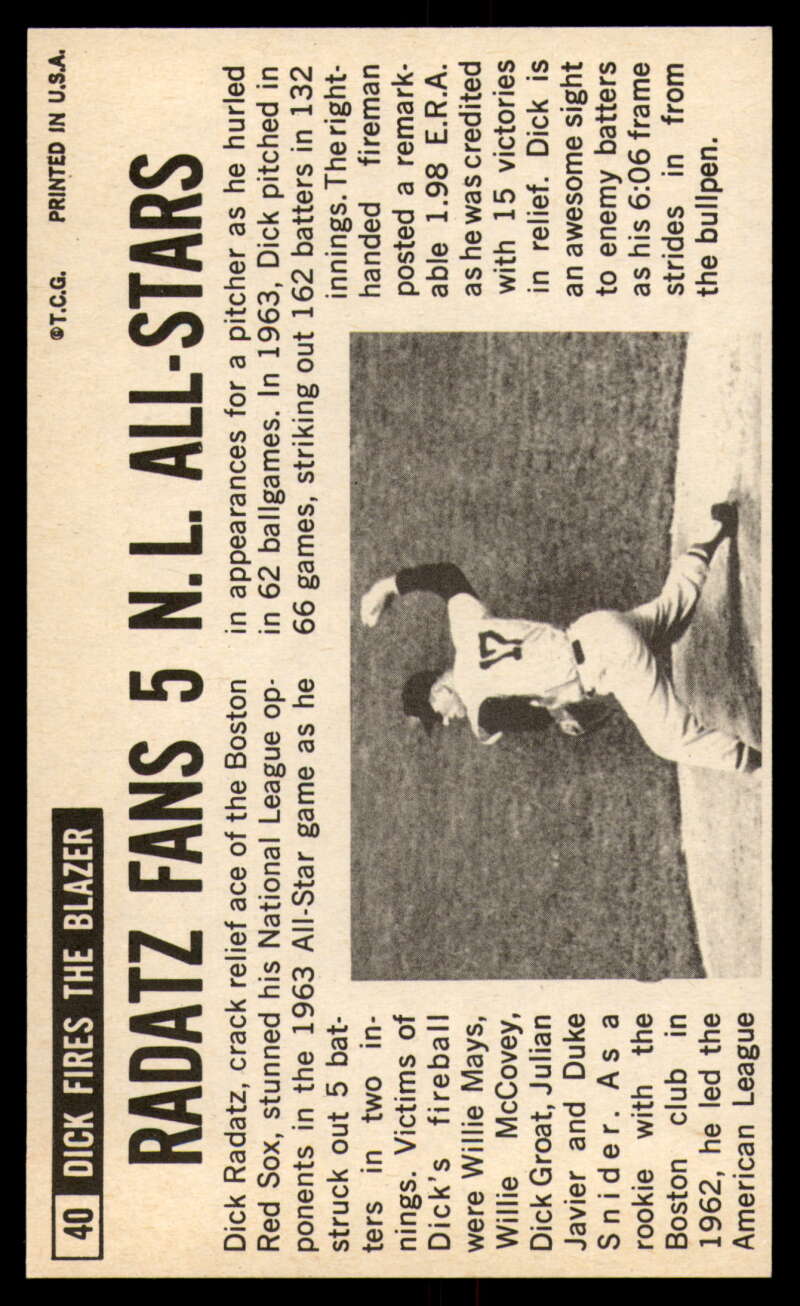 40 DICK FIRES THE BLAZER
©T.C.G. PRINTED IN U.S.A.
RADATZ FANS 5 N.L. ALL-STARS
Dick Radatz, crack relief ace of the Boston
Red Sox, stunned his National League op-
ponents in the 1963 All-Star game as he
struck out 5 bat-
ters in two in-
nings. Victims of
Dick's fireball
were Willie Mays,
Willie McCovey,
Dick Groat, Julian
Javier and Duke
Snider. As a
rookie with the
Boston club in
1962, he led the
American League
in appearances for a pitcher as he hurled
in 62 ballgames. In 1963, Dick pitched in
66 games, striking out 162 batters in 132
innings. The right-
handed fireman
posted a remark-
able 1.98 E.R.A.
as he was credited
with 15 victories
in relief. Dick is
an awesome sight
to enemy batters
as his 6:06 frame
strides in from
the bullpen.
17